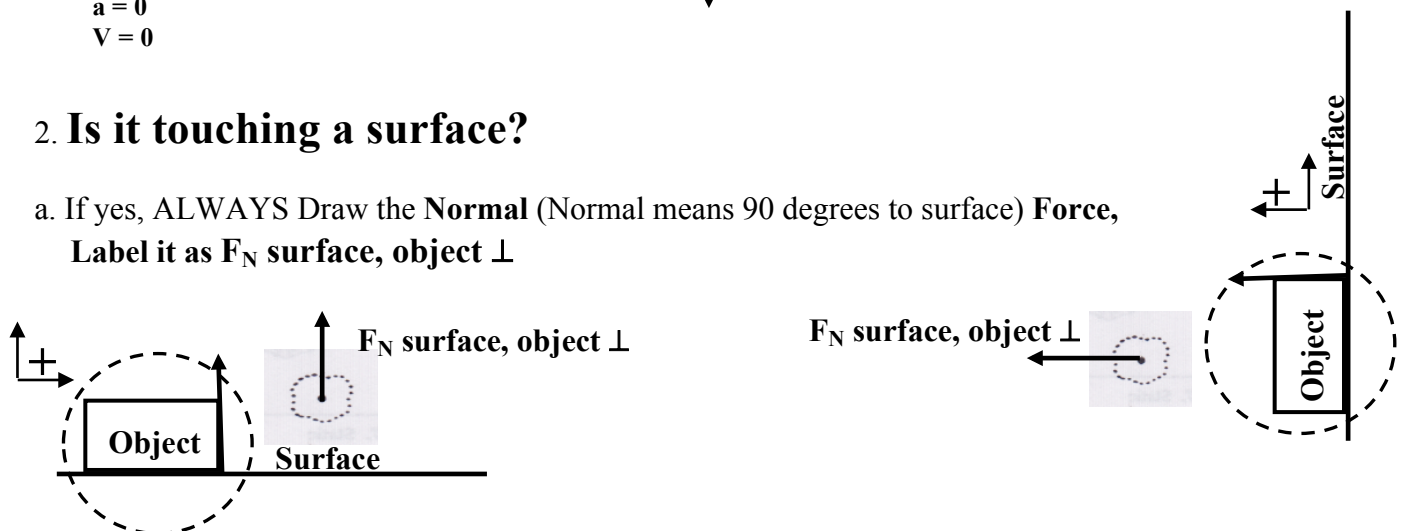 a = 0
V = 0
2. Is it touching a surface?
a. If yes, ALWAYS Draw the Normal (Normal means 90 degrees to surface) Force,
Label it as FN surface, object ⊥
+
FN surface, object ⊥
Object
Surface
FN surface, object ⊥
+
Surface
Object